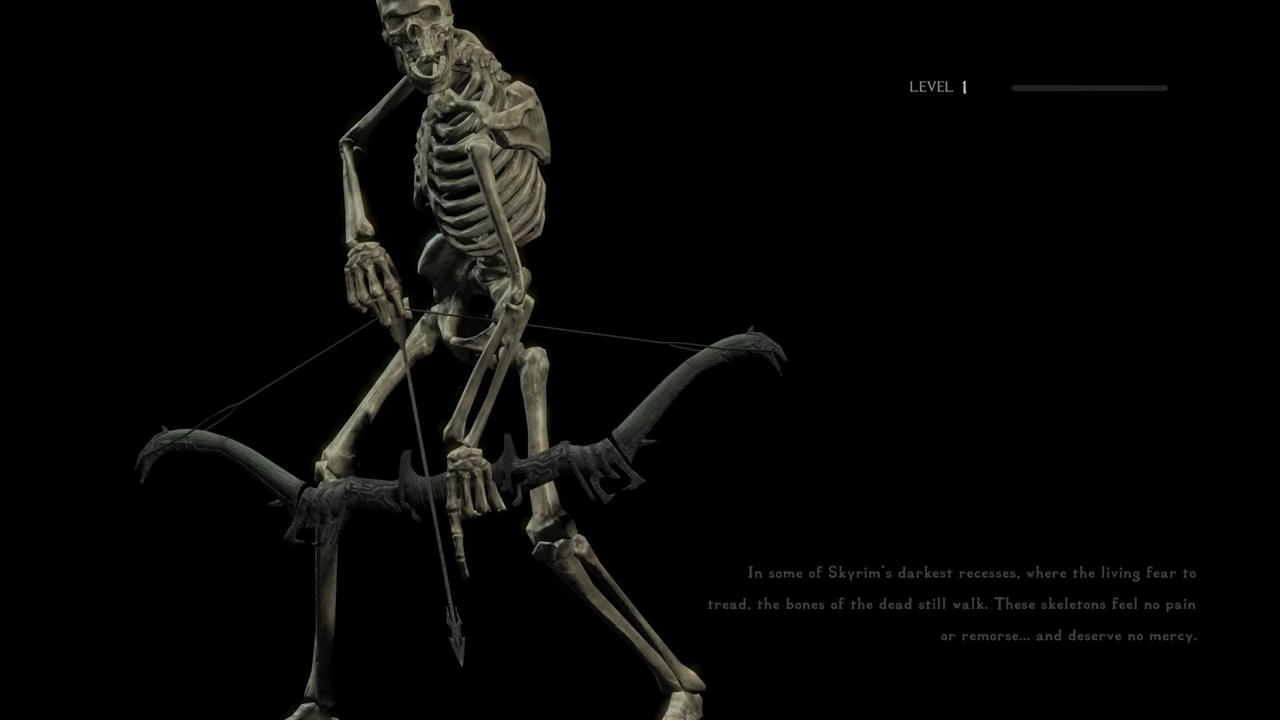 LEVEL 1
In some of Skyrim's darkest recesses, where the living fear to
tread, the bones of the dead still walk. These skeletons feel no pain
or remorse... and deserve no mercy.